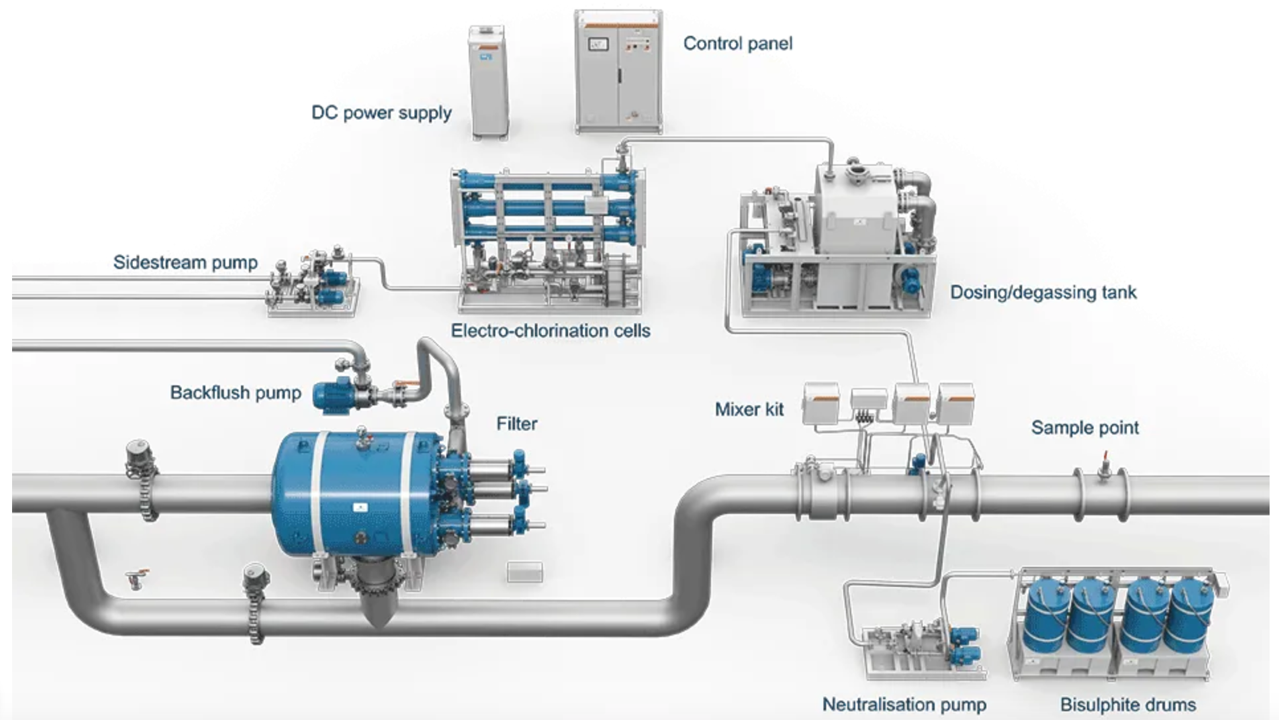 Control panel
DC power supply
Sidestream pump
Electro-chlorination cells
Dosing/degassing tank
Backflush pump
Filter
Mixer kit
Sample point
Neutralisation pump
Bisulphite drums